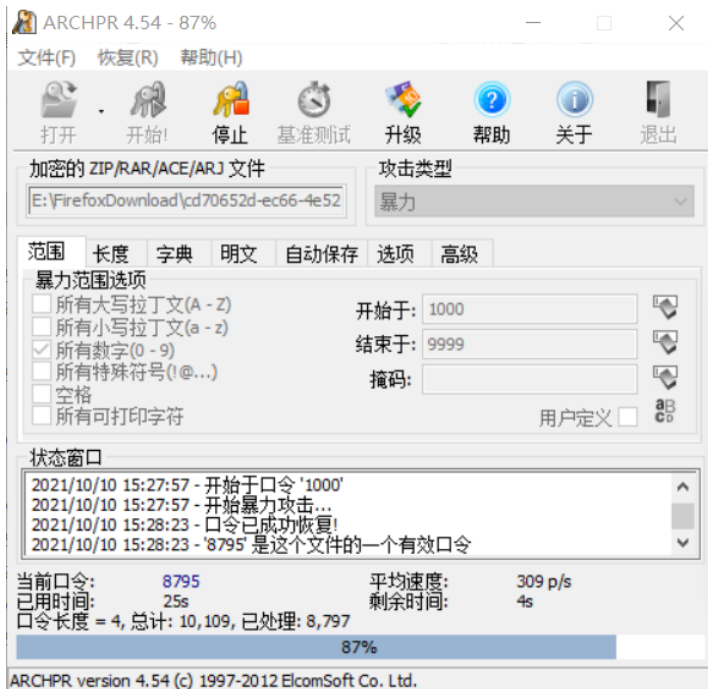 ARCHPR 4.54 - 87%
文件(F) 恢复(R) 帮助(H)
打开 开始! 停止 基准测试 升级 帮助 关于 退出
加密的 ZIP/RAR/ACE/ARJ 文件 攻击类型
E:\FirefoxDownload\cd70652d-ec66-4e52 暴力
范围 长度 字典 明文 自动保存 选项 高级
暴力范围选项
所有大写拉丁文(A - Z) 开始于: 1000
所有小写拉丁文(a - z)
所有数字(0 - 9) 结束于: 9999
所有特殊符号(!@...) 掩码:
空格
所有可打印字符 用户定义
状态窗口
2021/10/10 15:27:57 - 开始于口令 '1000'
2021/10/10 15:27:57 - 开始暴力攻击...
2021/10/10 15:28:23 - 口令已成功恢复!
2021/10/10 15:28:23 - '8795' 是这个文件的一个有效口令
当前口令: 8795 平均速度: 309 p/s
已用时间: 25s 剩余时间: 4s
口令长度 = 4, 总计: 10,109, 已处理: 8,797
87%
ARCHPR version 4.54 (c) 1997-2012 ElcomSoft Co. Ltd.